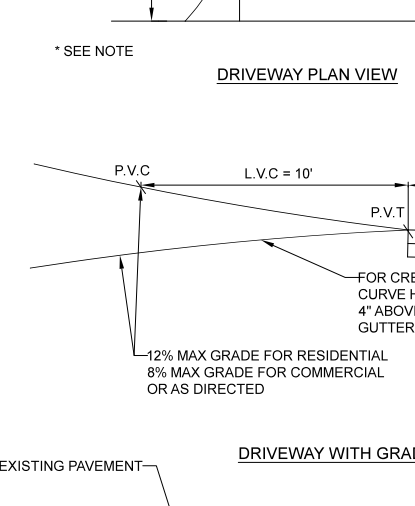 * SEE NOTE
DRIVEWAY PLAN VIEW
P.V.C
L.V.C = 10'
P.V.T
FOR CRE
CURVE H
4" ABOV
GUTTER
12% MAX GRADE FOR RESIDENTIAL
8% MAX GRADE FOR COMMERCIAL
OR AS DIRECTED
DRIVEWAY WITH GRAD
EXISTING PAVEMENT